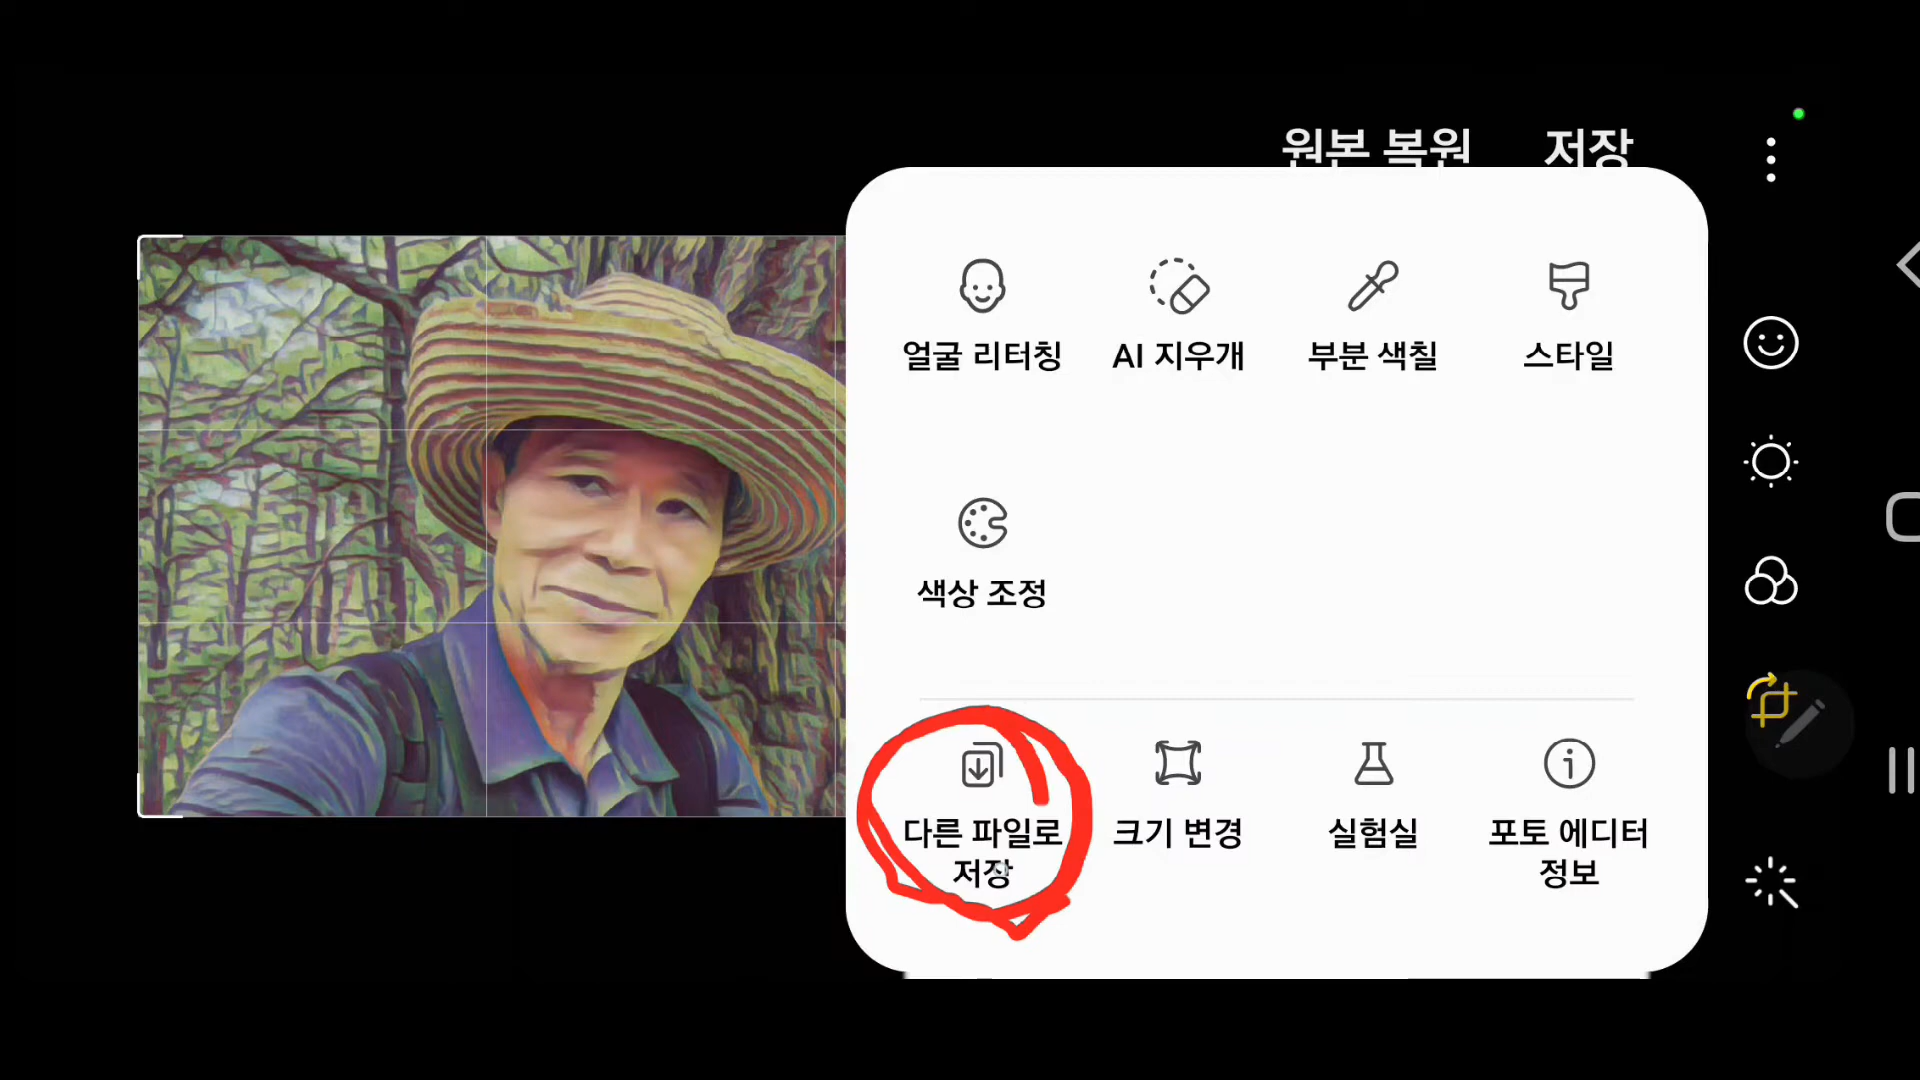 원본 복원 저장
얼굴 리터칭 AI 지우개 부분 색칠 스타일
색상 조정
다른 파일로 크기 변경 실험실 포토 에디터
저장 정보